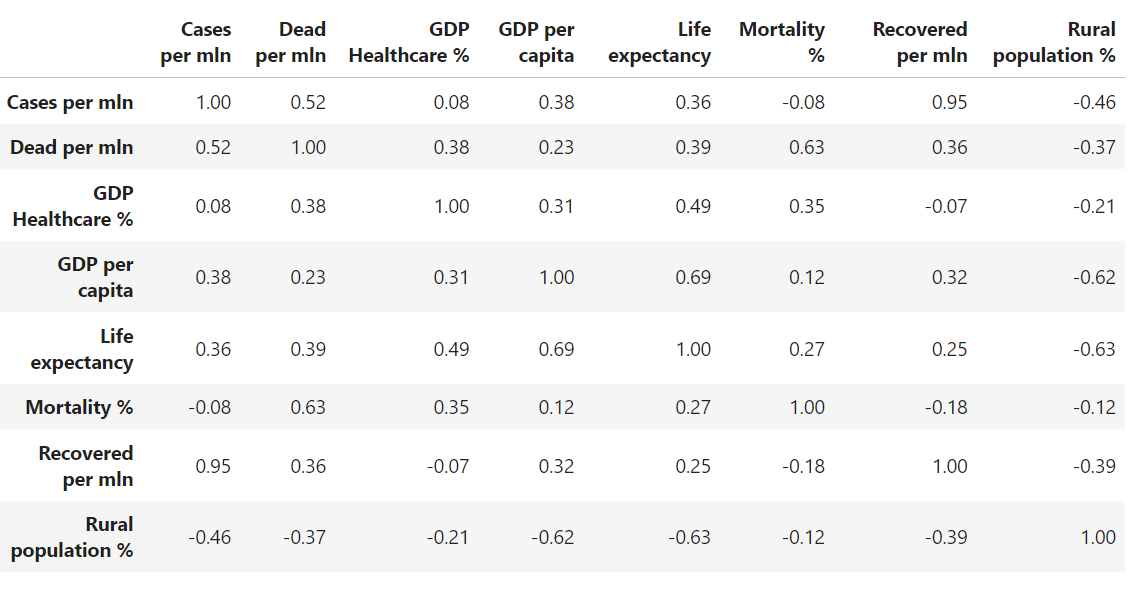 Cases per mln Dead per mln GDP Healthcare % GDP per capita Life expectancy Mortality % Recovered per mln Rural population %
Cases per mln 1.00 0.52 0.08 0.38 0.36 -0.08 0.95 -0.46
Dead per mln 0.52 1.00 0.38 0.23 0.39 0.63 0.36 -0.37
GDP Healthcare % 0.08 0.38 1.00 0.31 0.49 0.35 -0.07 -0.21
GDP per capita 0.38 0.23 0.31 1.00 0.69 0.12 0.32 -0.62
Life expectancy 0.36 0.39 0.49 0.69 1.00 0.27 0.25 -0.63
Mortality % -0.08 0.63 0.35 0.12 0.27 1.00 -0.18 -0.12
Recovered per mln 0.95 0.36 -0.07 0.32 0.25 -0.18 1.00 -0.39
Rural population % -0.46 -0.37 -0.21 -0.62 -0.63 -0.12 -0.39 1.00